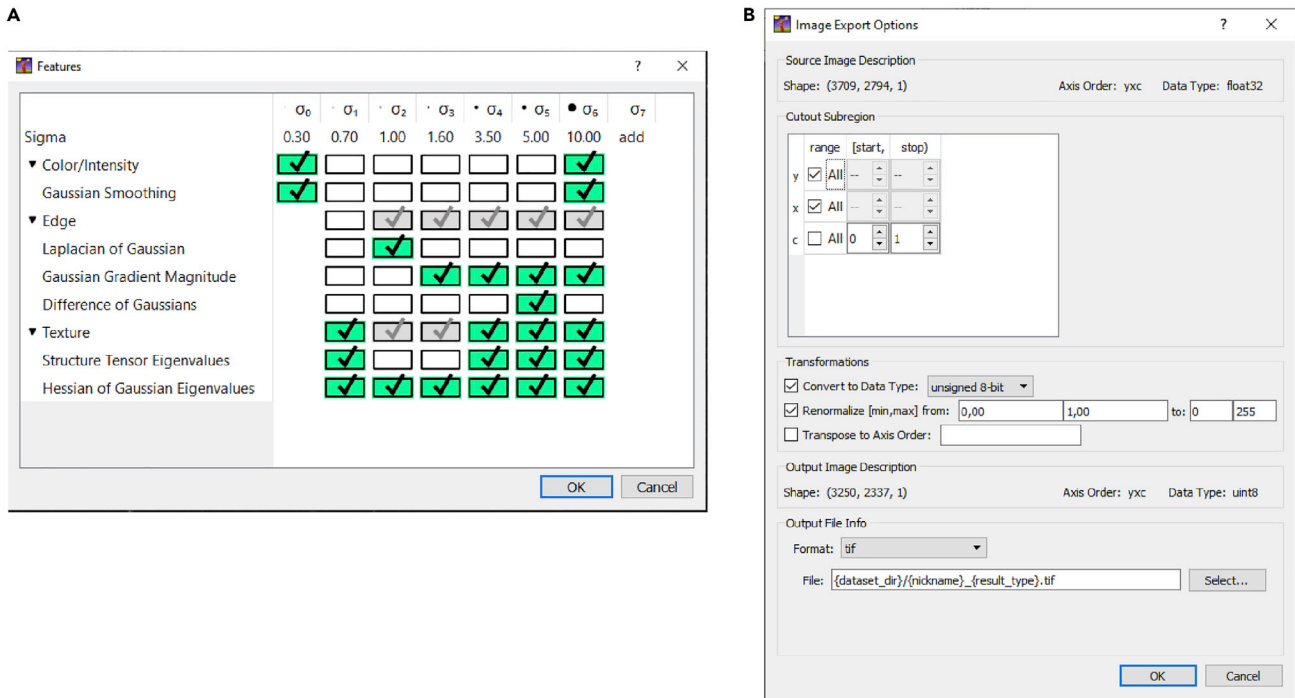 A
Features
? ×
σ0 σ1 σ2 σ3 σ4 σ5 σ6 σ7
Sigma 0.30 0.70 1.00 1.60 3.50 5.00 10.00 add
Color/Intensity
Gaussian Smoothing
Edge
Laplacian of Gaussian
Gaussian Gradient Magnitude
Difference of Gaussians
Texture
Structure Tensor Eigenvalues
Hessian of Gaussian Eigenvalues
OK Cancel
B
Image Export Options
? ×
Source Image Description
Shape: (3709, 2794, 1) Axis Order: yxc Data Type: float32
Cutout Subregion
range [start, stop)
y All -- --
x All -- --
c All 0 1
Transformations
Convert to Data Type: unsigned 8-bit
Renormalize [min,max] from: 0,00 1,00 to: 0 255
Transpose to Axis Order:
Output Image Description
Shape: (3250, 2337, 1) Axis Order: yxc Data Type: uint8
Output File Info
Format: tif
File: {dataset_dir}/{nickname}_{result_type}.tif Select...
OK Cancel